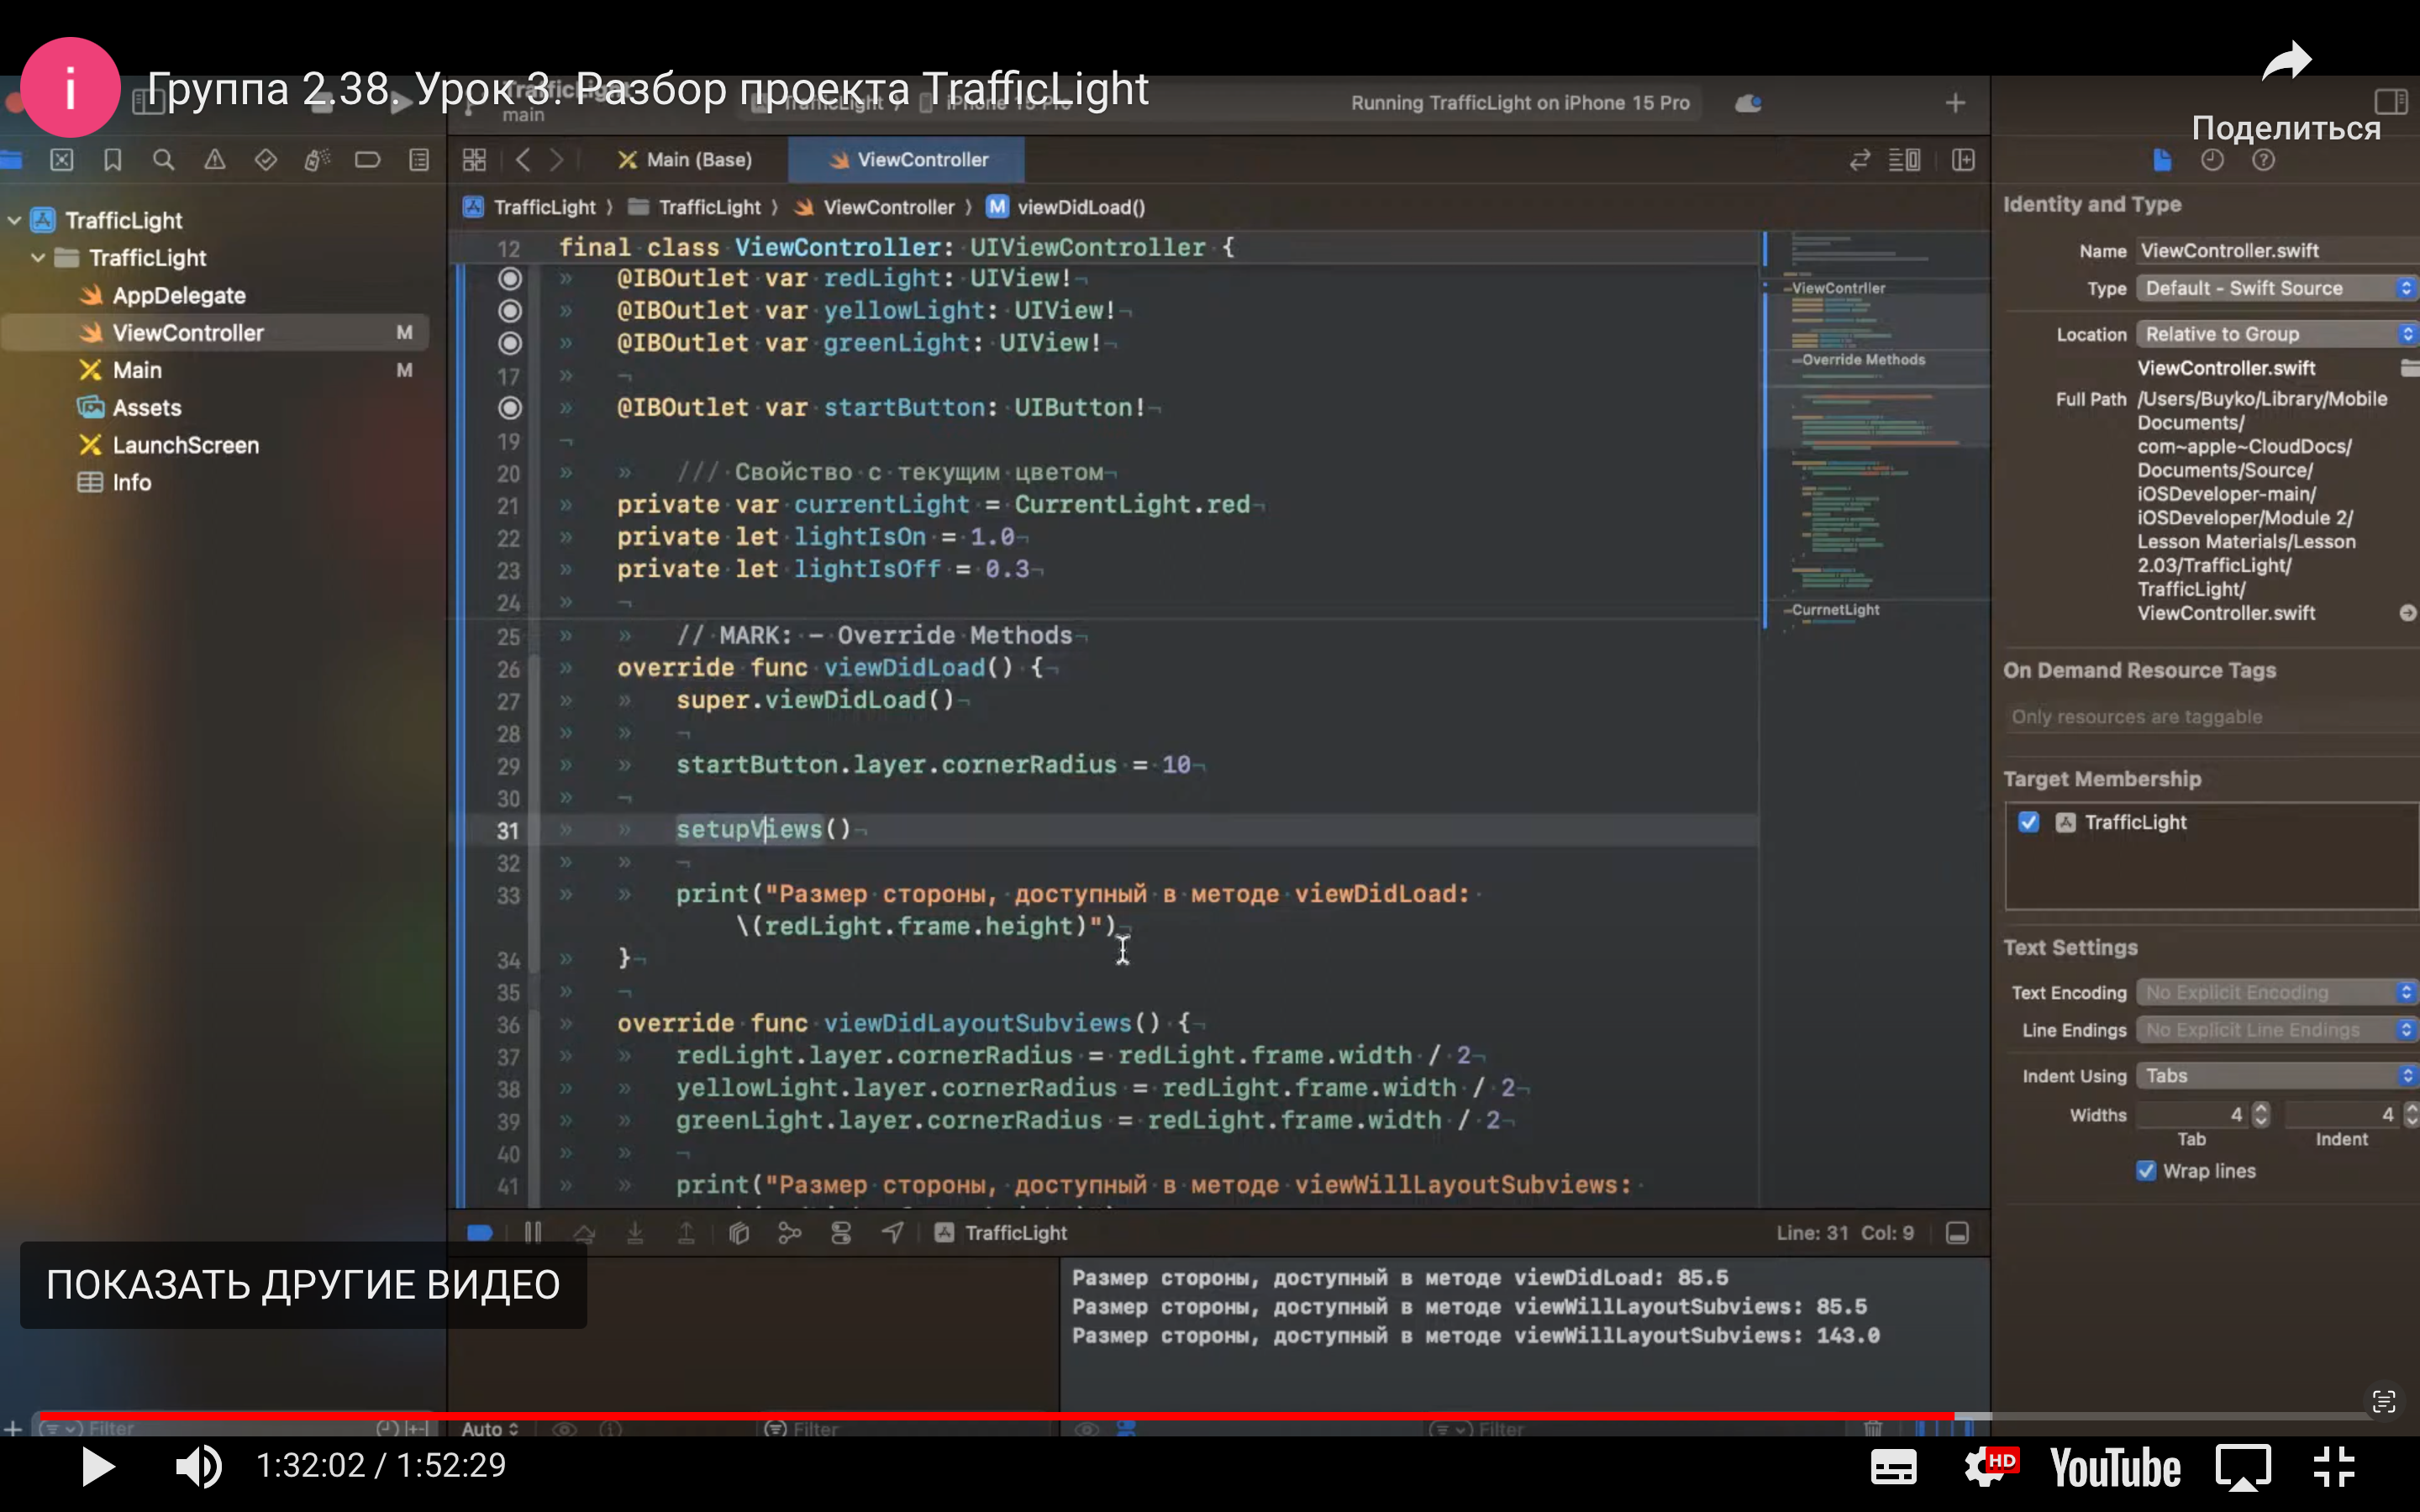 i
Группа 2.38. Урок 3. Разбор проекта TrafficLight
Поделиться
main
Running TrafficLight on iPhone 15 Pro
Main (Base)
ViewController
TrafficLight
TrafficLight
AppDelegate
ViewController M
Main M
Assets
LaunchScreen
Info
TrafficLight 〉 TrafficLight 〉 ViewController 〉 M viewDidLoad()
12 final class ViewController: UIViewController {
@IBOutlet var redLight: UIView!
@IBOutlet var yellowLight: UIView!
@IBOutlet var greenLight: UIView!
17
@IBOutlet var startButton: UIButton!
19
20 /// Свойство с текущим цветом
21 private var currentLight = CurrentLight.red
22 private let lightIsOn = 1.0
23 private let lightIsOff = 0.3
24
25 // MARK: - Override Methods
26 override func viewDidLoad() {
27 super.viewDidLoad()
28
29 startButton.layer.cornerRadius = 10
30
31 setupViews()
32
33 print("Размер стороны, доступный в методе viewDidLoad:
\(redLight.frame.height)")
34 }
35
36 override func viewDidLayoutSubviews() {
37 redLight.layer.cornerRadius = redLight.frame.width / 2
38 yellowLight.layer.cornerRadius = redLight.frame.width / 2
39 greenLight.layer.cornerRadius = redLight.frame.width / 2
40
41 print("Размер стороны, доступный в методе viewWillLayoutSubviews:
ViewContrller
Override Methods
CurrnetLight
Identity and Type
Name ViewController.swift
Type Default - Swift Source
Location Relative to Group
ViewController.swift
Full Path /Users/Buyko/Library/Mobile
Documents/
com~apple~CloudDocs/
Documents/Source/
iOSDeveloper-main/
iOSDeveloper/Module 2/
Lesson Materials/Lesson
2.03/TrafficLight/
TrafficLight/
ViewController.swift
On Demand Resource Tags
Only resources are taggable
Target Membership
TrafficLight
Text Settings
Text Encoding No Explicit Encoding
Line Endings No Explicit Line Endings
Indent Using Tabs
Widths 4 4
Tab Indent
Wrap lines
TrafficLight
Line: 31 Col: 9
ПОКАЗАТЬ ДРУГИЕ ВИДЕО
Размер стороны, доступный в методе viewDidLoad: 85.5
Размер стороны, доступный в методе viewWillLayoutSubviews: 85.5
Размер стороны, доступный в методе viewWillLayoutSubviews: 143.0
Filter
Auto
Filter
Filter
1:32:02 / 1:52:29
HD
YouTube